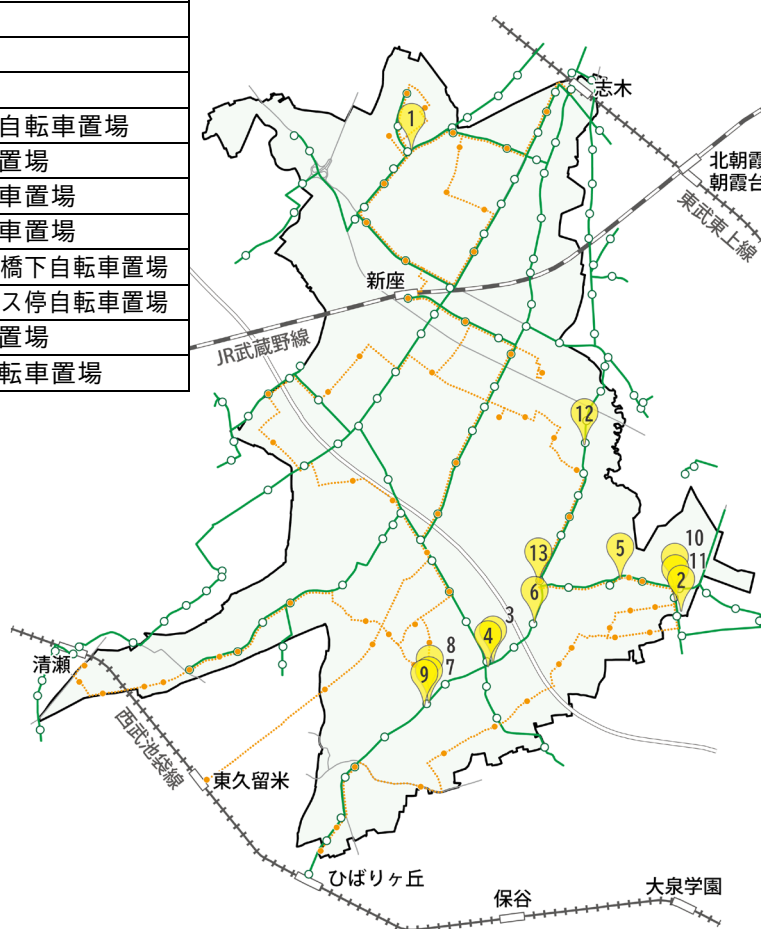 自転車置場
置場
車置場
車置場
橋下自転車置場
ス停自転車置場
置場
転車置場
志木
北朝霞
朝霞台
東武東上線
1
新座
JR武蔵野線
12
10
11
2
13
5
6
3
4
8
7
9
清瀬
西武池袋線
東久留米
ひばりヶ丘
保谷
大泉学園